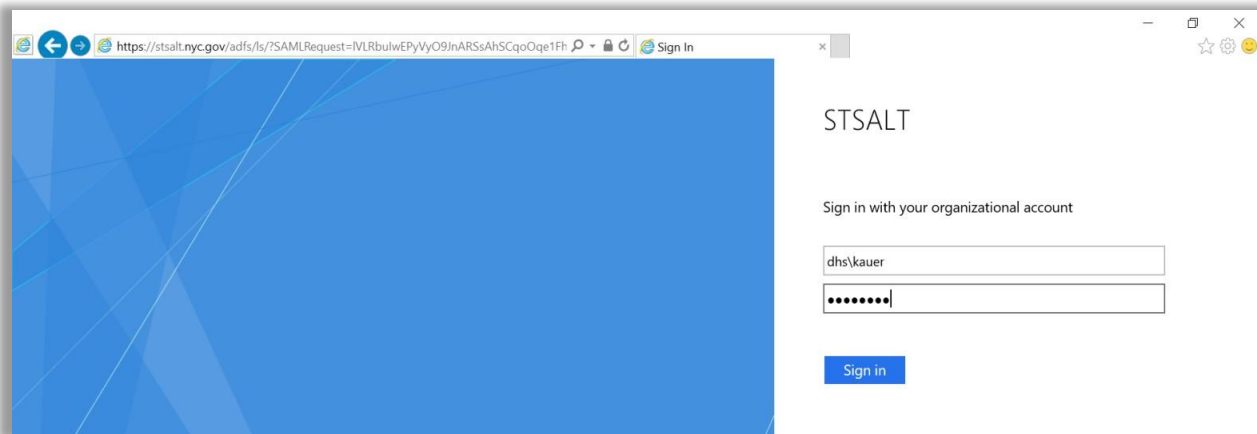 https://stsalt.nyc.gov/adfs/ls/?SAMLRequest=lVLRbulwEPyVyO9JnARSsAhSCqoOqe1Fh
Sign In
STSALT
Sign in with your organizational account
dhs\kauer
Sign in